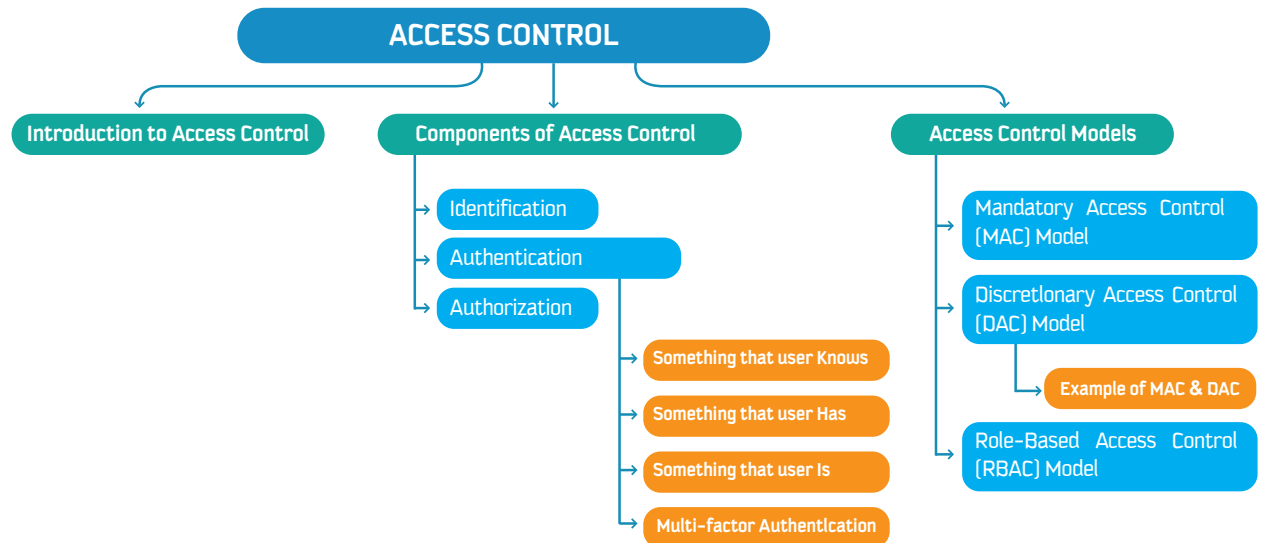 ACCESS CONTROL
Introduction to Access Control
Components of Access Control
Identification
Authentication
Authorization
Something that user Knows
Something that user Has
Something that user Is
Multi-factor Authentlcation
Access Control Models
Mandatory Access Control
(MAC) Model
Discretlonary Access Control
(DAC) Model
Example of MAC & DAC
Role-Based Access Control
(RBAC) Model